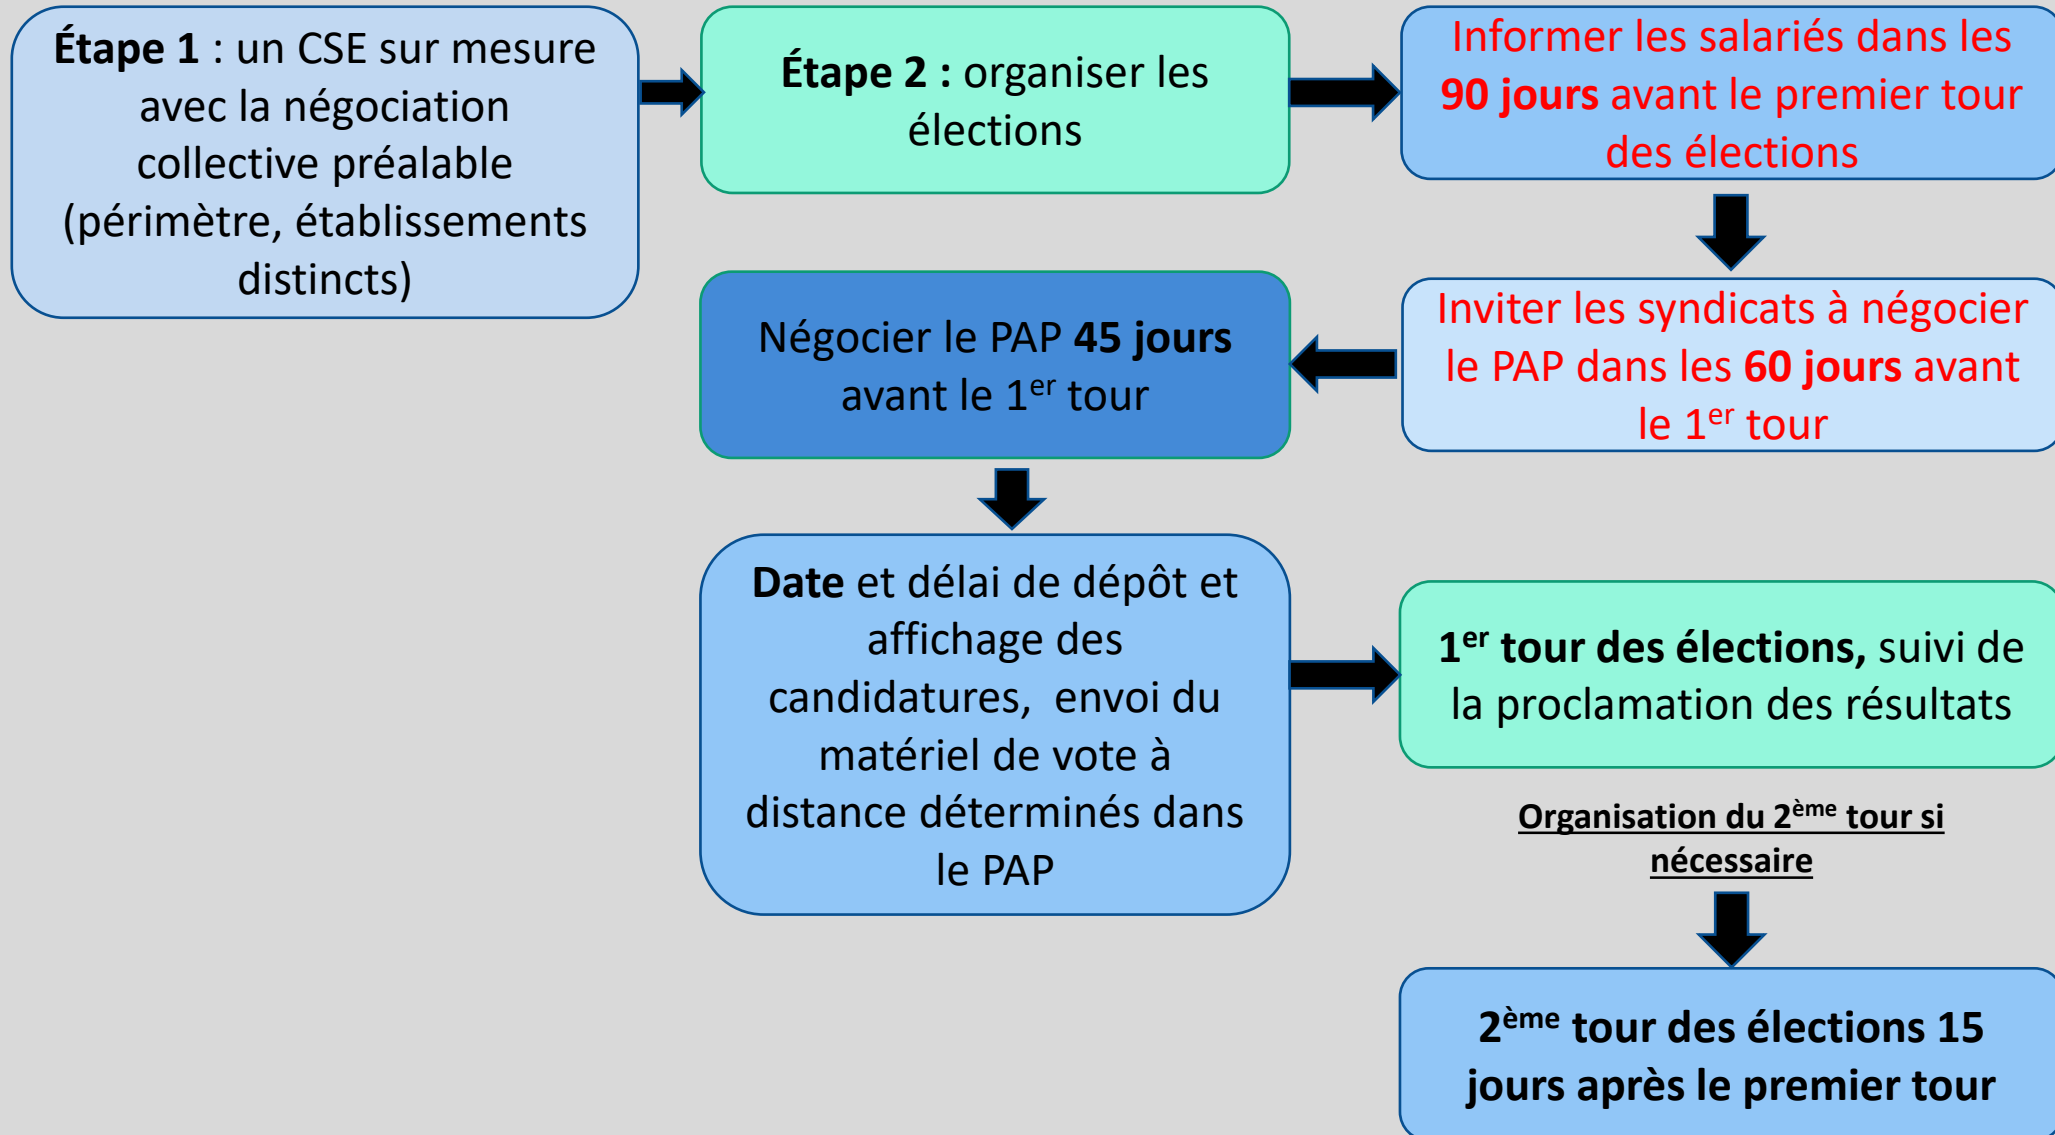 Étape 1 : un CSE sur mesure
avec la négociation
collective préalable
(périmètre, établissements
distincts)
Étape 2 : organiser les
élections
Informer les salariés dans les
90 jours avant le premier tour
des élections
Inviter les syndicats à négocier
le PAP dans les 60 jours avant
le 1er tour
Négocier le PAP 45 jours
avant le 1er tour
Date et délai de dépôt et
affichage des
candidatures, envoi du
matériel de vote à
distance déterminés dans
le PAP
1er tour des élections, suivi de
la proclamation des résultats
Organisation du 2ème tour si
nécessaire
2ème tour des élections 15
jours après le premier tour